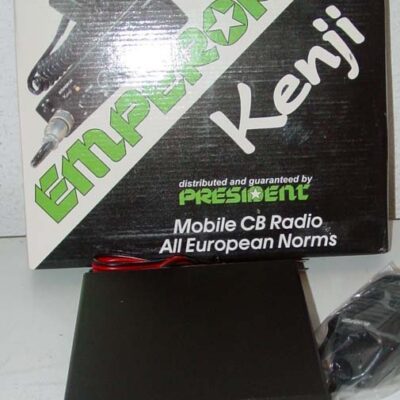 EMPEROR
Kenji
distributed and guaranteed by
PRESIDENT
Mobile CB Radio
All European Norms